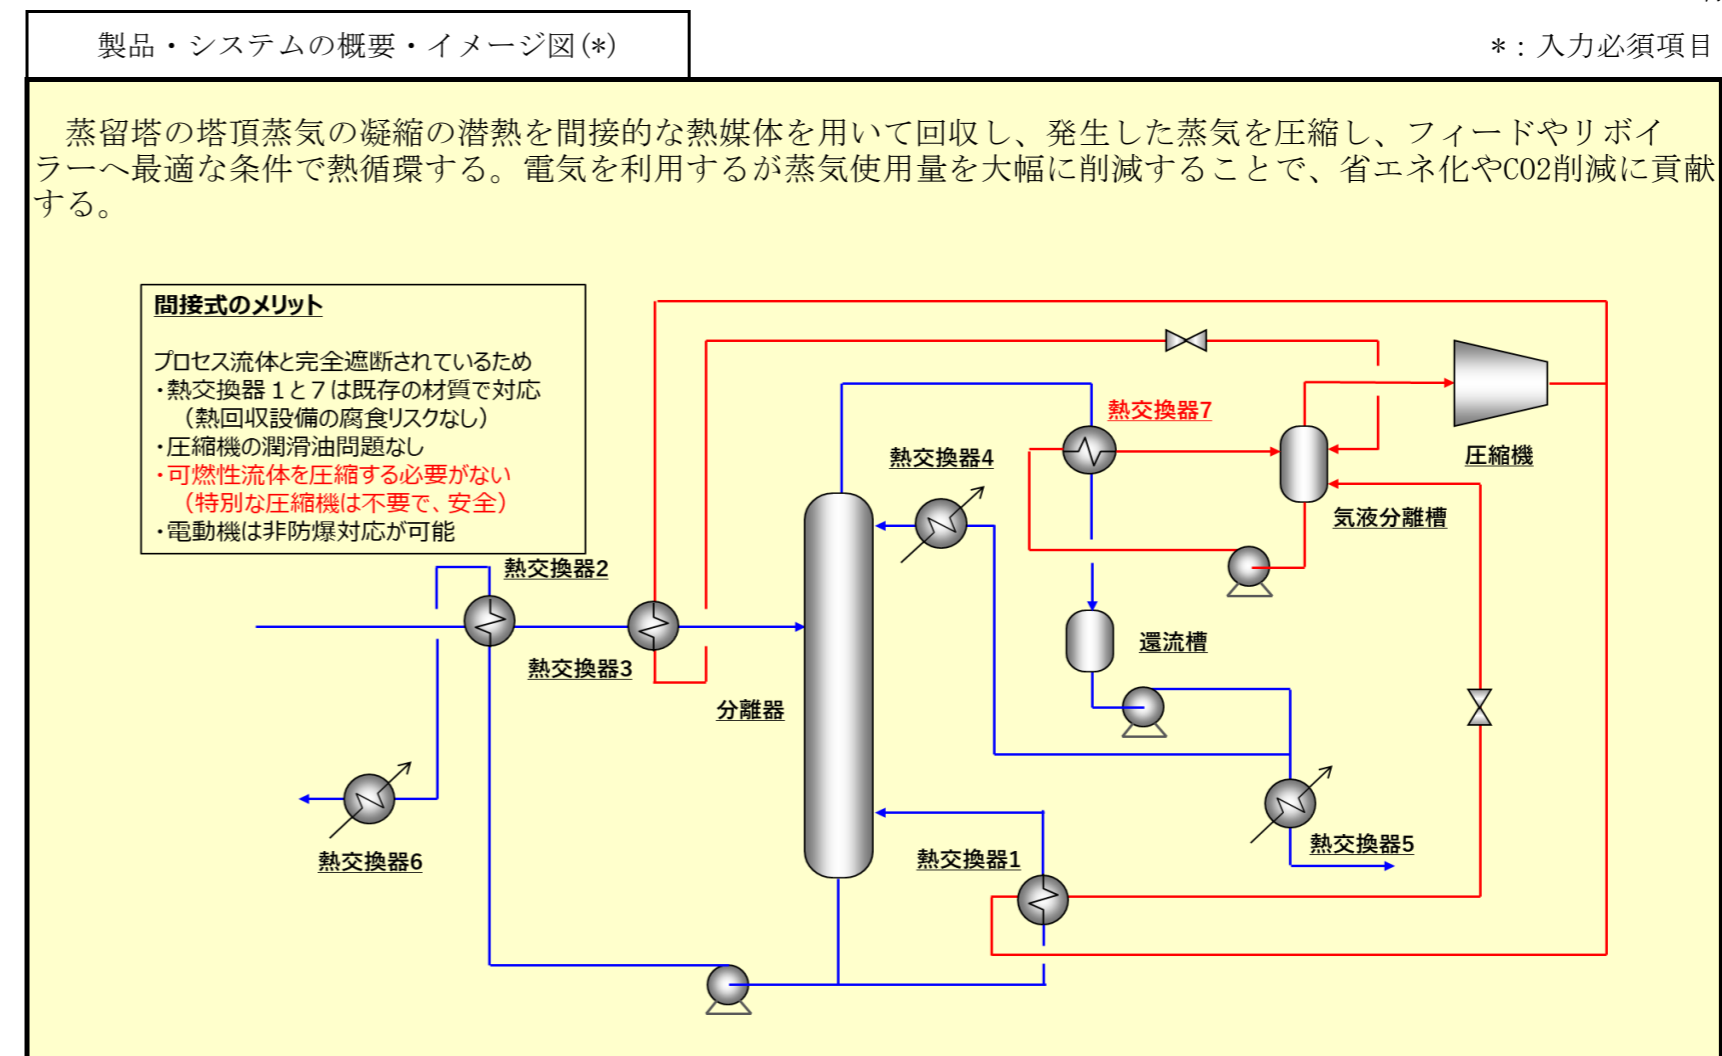 製品・システムの概要・イメージ図(*)
*：入力必須項目
蒸留塔の塔頂蒸気の凝縮の潜熱を間接的な熱媒体を用いて回収し、発生した蒸気を圧縮し、フィードやリボイ
ラーへ最適な条件で熱循環する。電気を利用するが蒸気使用量を大幅に削減することで、省エネ化やCO2削減に貢献
する。
間接式のメリット
プロセス流体と完全遮断されているため
・熱交換器１と７は既存の材質で対応
（熱回収設備の腐食リスクなし）
・圧縮機の潤滑油問題なし
・可燃性流体を圧縮する必要がない
（特別な圧縮機は不要で、安全）
・電動機は非防爆対応が可能
熱交換器7
熱交換器4
圧縮機
気液分離槽
熱交換器2
還流槽
熱交換器3
分離器
熱交換器5
熱交換器1
熱交換器6